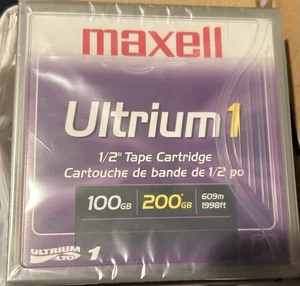 maxell
Ultrium1
1/2" Tape Cartridge
Cartouche de bande de 1/2 po
100GB 200GB* 609m
1998ft
ULTRIUM
LTO 1